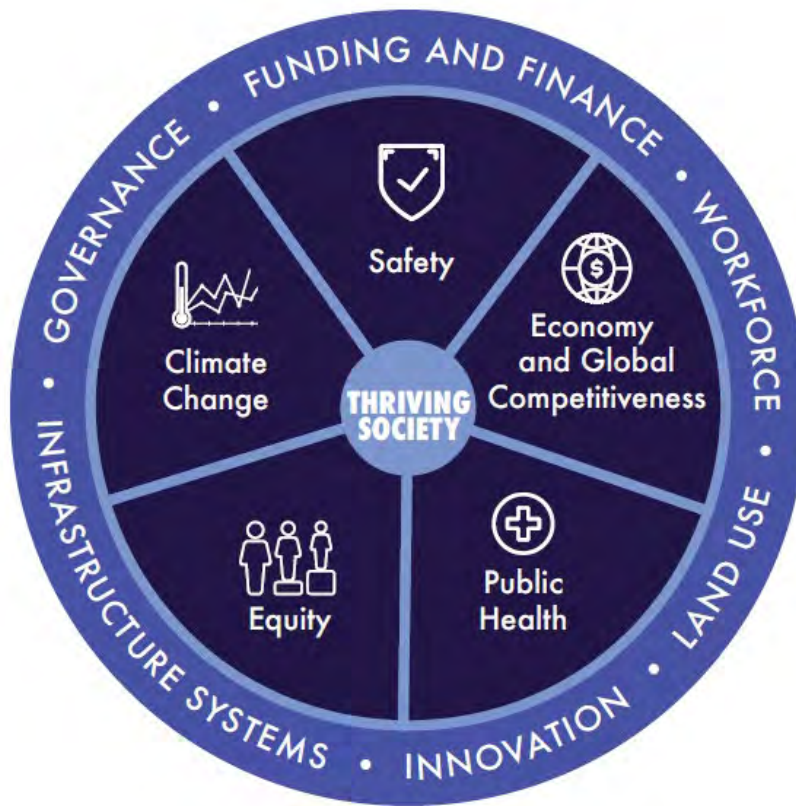 GOVERNANCE • FUNDING AND FINANCE • WORKFORCE • LAND USE • INNOVATION • INFRASTRUCTURE SYSTEMS •
Safety
$
Economy
and Global
Competitiveness
Climate
Change
THRIVING
SOCIETY
Equity
Public
Health